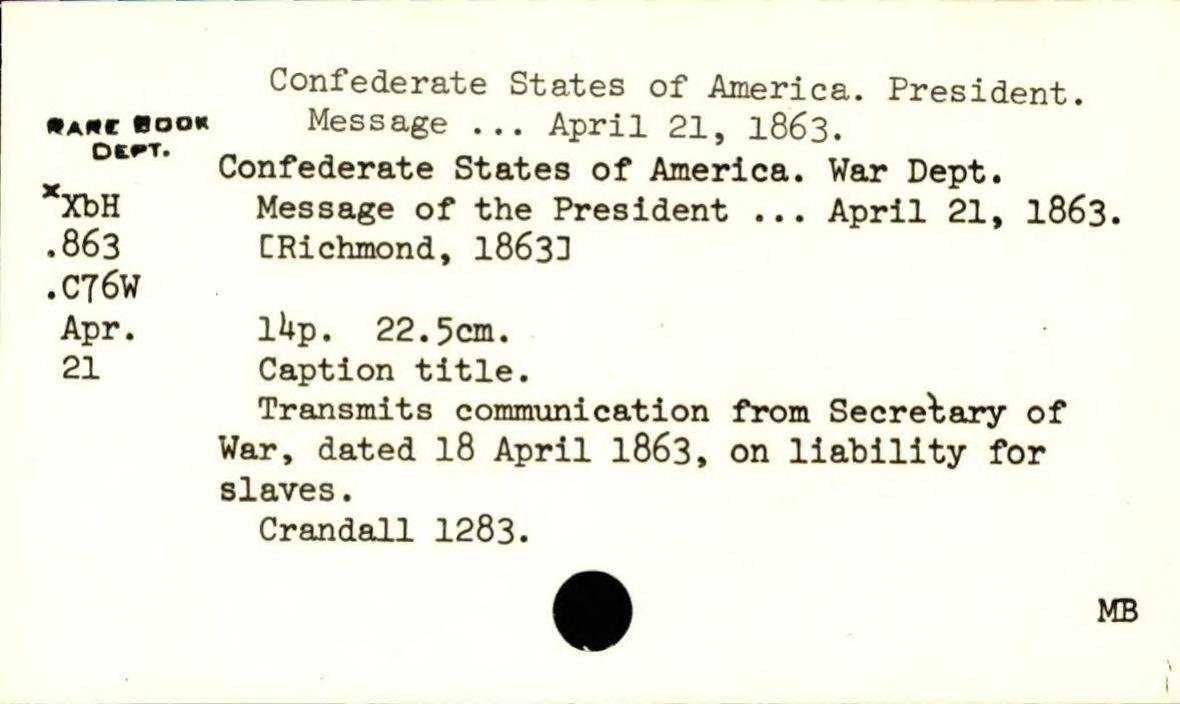 Confederate States of America. President.
Message ... April 21, 1863.
RARE BOOK
DEPT.
Confederate States of America. War Dept.
xXbH Message of the President ... April 21, 1863.
.863 [Richmond, 1863]
.C76W
Apr. 14p. 22.5cm.
21 Caption title.
Transmits communication from Secretary of
War, dated 18 April 1863, on liability for
slaves.
Crandall 1283.
MB